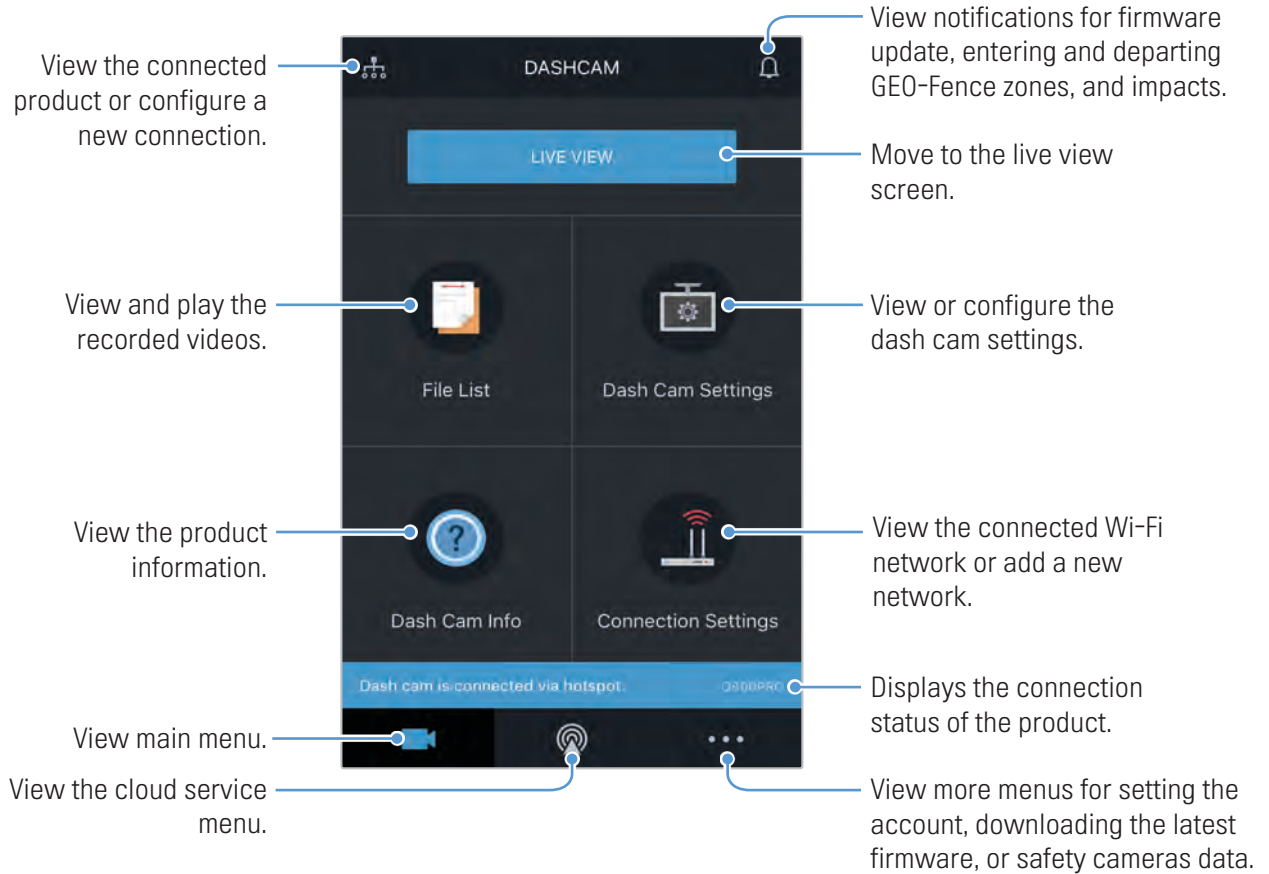 View notifications for firmware
update, entering and departing
GEO-Fence zones, and impacts.
View the connected
product or configure a
new connection.
DASHCAM
LIVE VIEW
Move to the live view
screen.
View and play the
recorded videos.
View or configure the
dash cam settings.
File List
Dash Cam Settings
View the product
information.
View the connected Wi-Fi
network or add a new
network.
Dash Cam Info
Connection Settings
Dash cam is connected via hotspot.
Displays the connection
status of the product.
View main menu.
View the cloud service
menu.
View more menus for setting the
account, downloading the latest
firmware, or safety cameras data.